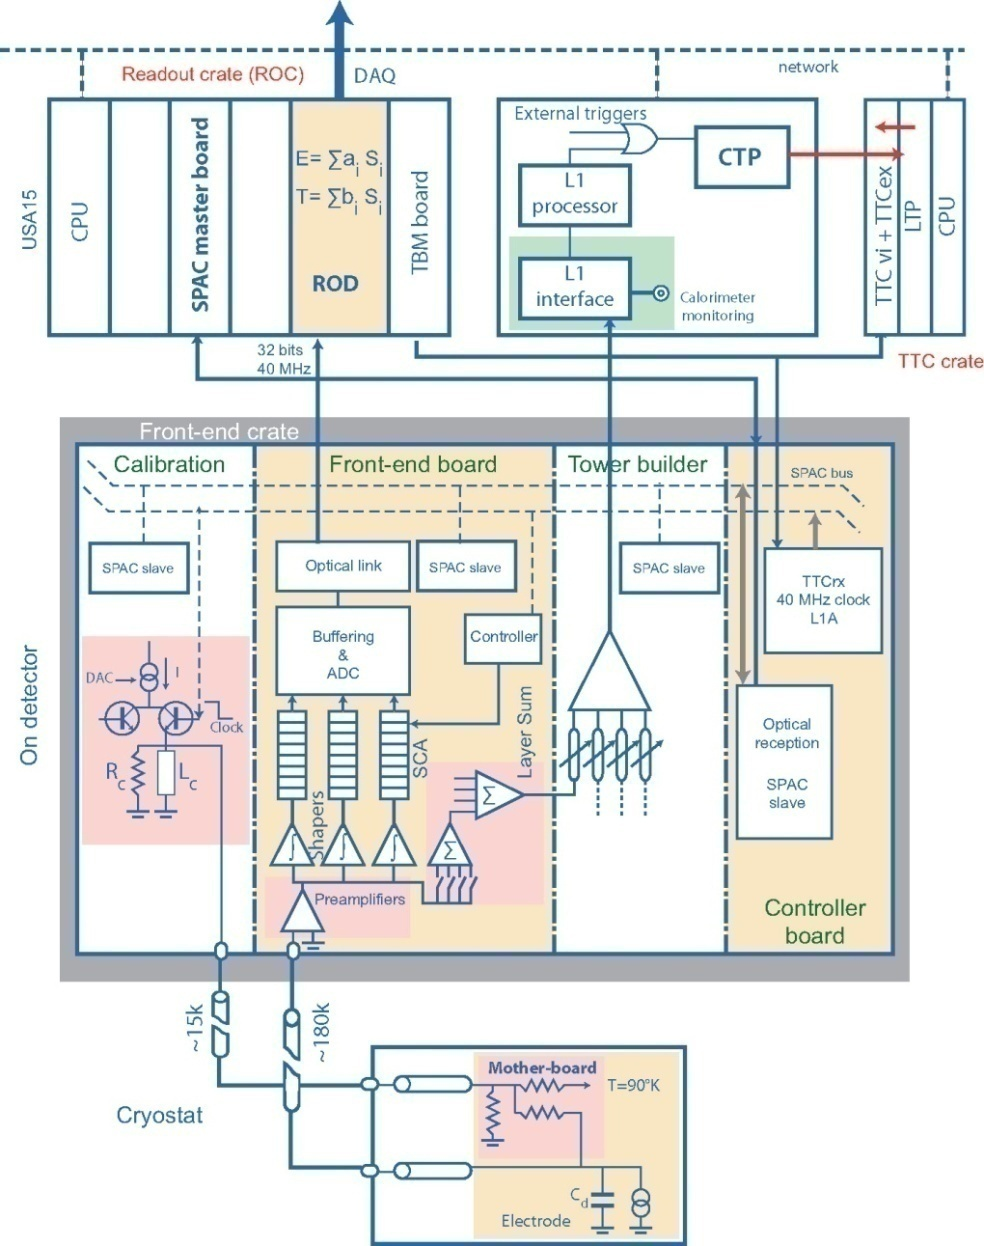 Readout crate (ROC)
DAQ
network
USA15
CPU
SPAC master board
E= ∑a_i S_i
T= ∑b_i S_i
ROD
TBM board
External triggers
CTP
L1
processor
L1
interface
Calorimeter
monitoring
TTC vi + TTCex
LTP
CPU
TTC crate
32 bits
40 MHz
Front-end crate
Calibration
Front-end board
Tower builder
SPAC bus
SPAC slave
Optical link
SPAC slave
SPAC slave
TTCrx
40 MHz clock
L1A
Buffering
&
ADC
Controller
On detector
DAC
I
Clock
R_c
L_c
SCA
Layer Sum
Shapers
∑
∑
Optical
reception
SPAC
slave
Preamplifiers
Controller
board
~15k
~180k
Cryostat
Mother-board
T=90°K
C_d
Electrode